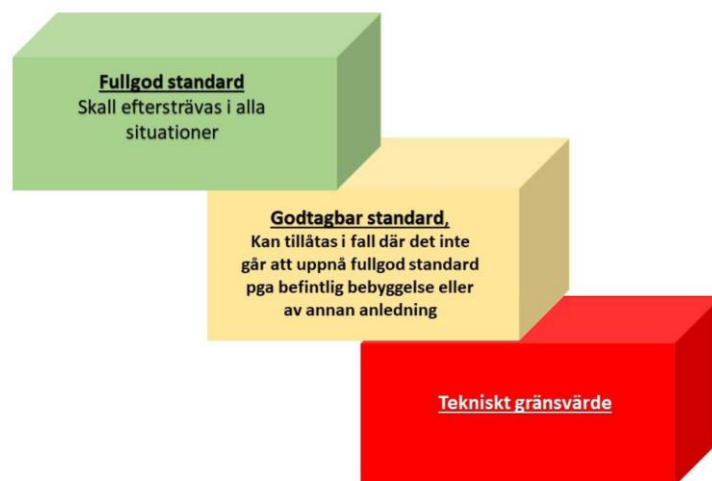 Fullgod standard
Skall eftersträvas i alla
situationer
Godtagbar standard,
Kan tillåtas i fall där det inte
går att uppnå fullgod standard
pga befintlig bebyggelse eller
av annan anledning
Tekniskt gränsvärde